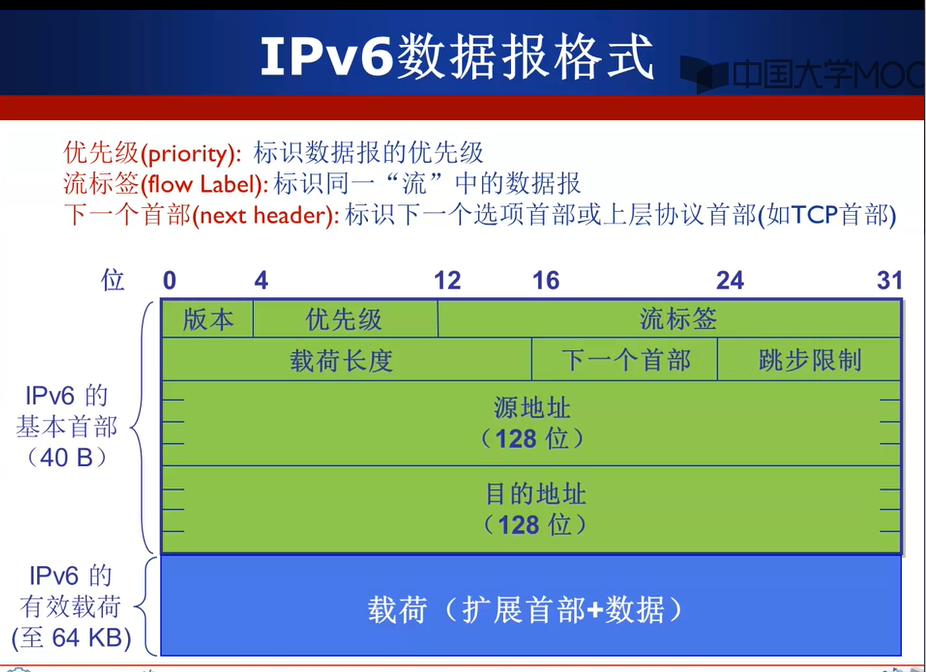 IPv6数据报格式
中国大学MOO
优先级(priority): 标识数据报的优先级
流标签(flow Label): 标识同一“流”中的数据报
下一个首部(next header): 标识下一个选项首部或上层协议首部(如TCP首部)
位 0 4 12 16 24 31
版本 优先级 流标签
载荷长度 下一个首部 跳步限制
IPv6 的
基本首部
（40 B）
源地址
（128 位）
目的地址
（128 位）
IPv6 的
有效载荷
(至 64 KB)
载荷（扩展首部+数据）